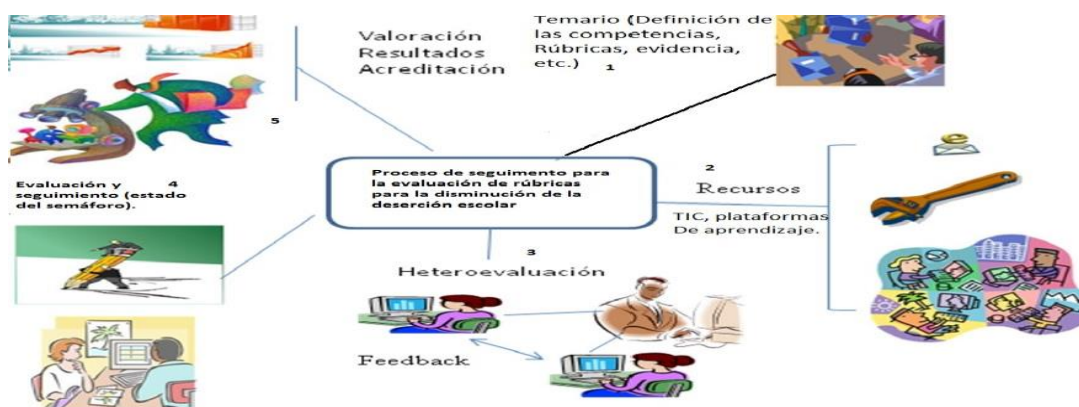 Temario (Definición de
las competencias,
Rúbricas, evidencia,
etc.)
1
Valoración
Resultados
Acreditación
5
Proceso de seguimento para
la evaluación de rúbricas
para la disminución de la
deserción escolar
2
Recursos
TIC, plataformas
De aprendizaje.
3
Heteroevaluación
Feedback
Evaluación y 4
seguimiento (estado
del semáforo).
e